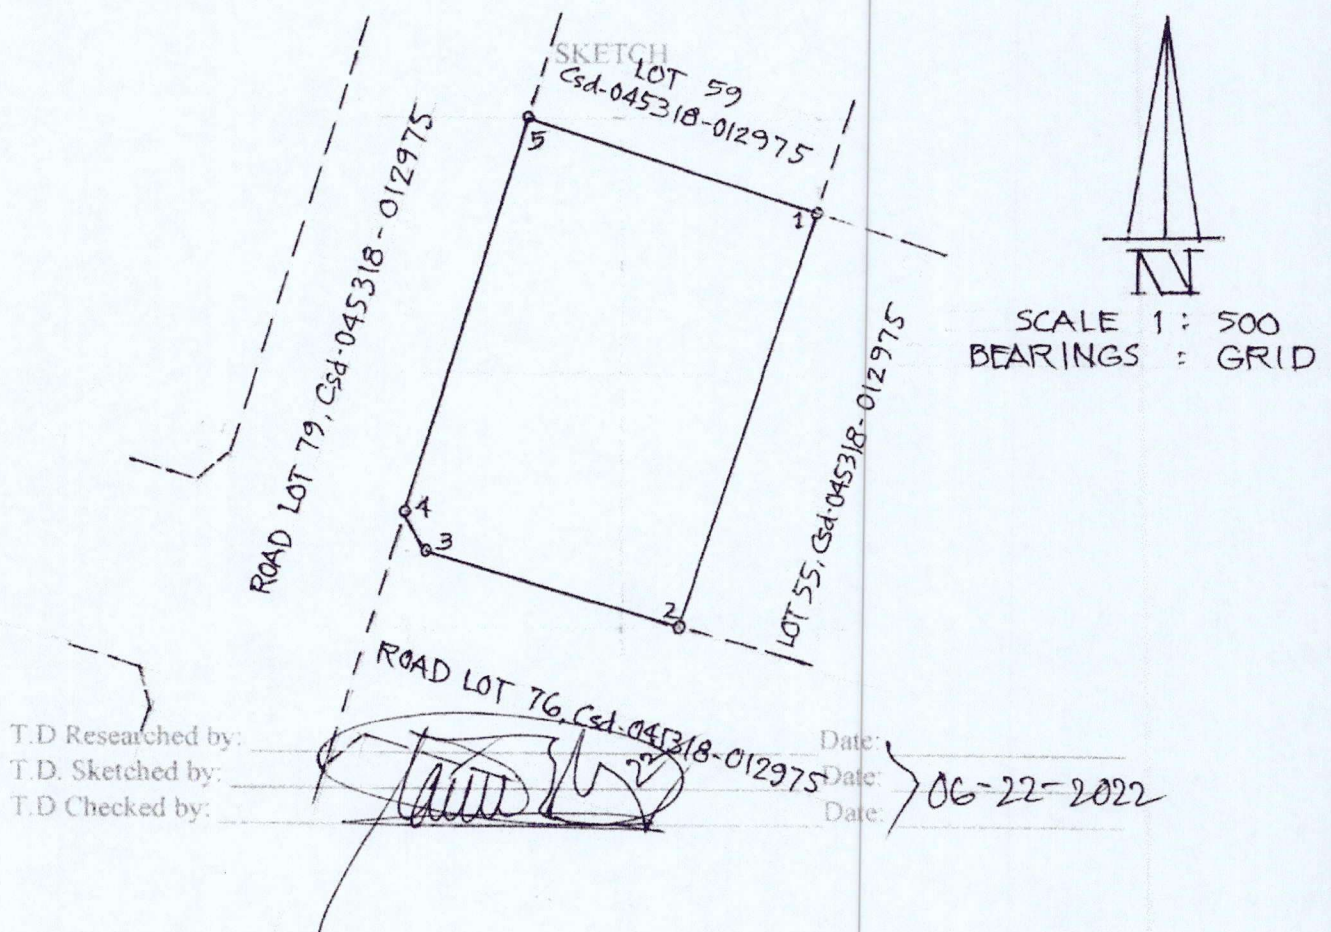 SKETCH
LOT 59
Csd-045318-012975
5
1
ROAD LOT 79, Csd-045318-012975
4
3
2
LOT 55, Csd-045318-012975
ROAD LOT 76, Csd-045318-012975
N
SCALE 1 : 500
BEARINGS : GRID
T.D Researched by:
Date:
T.D. Sketched by:
Date:
T.D Checked by:
Date:
06-22-2022